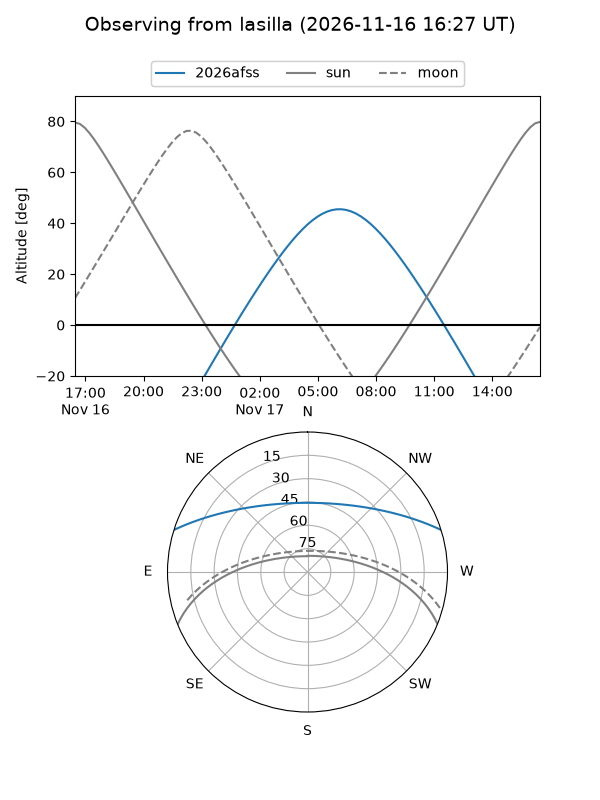 Observing from lasilla (2026-11-16 16:27 UT)
2026afss sun moon
80
60
40
20
0
−20
Altitude [deg]
17:00 20:00 23:00 02:00 05:00 08:00 11:00 14:00
Nov 16 Nov 17
N
NE NW
15
30
45
60
75
E W
SE SW
S